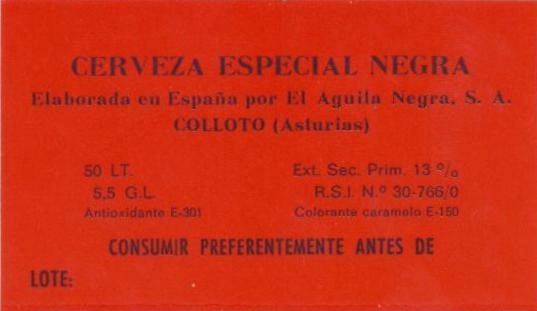 CERVEZA ESPECIAL NEGRA
Elaborada en España por El Aguila Negra, S. A.
COLLOTO (Asturias)
50 LT. Ext. Sec. Prim. 13 %
5,5 G.L. R.S.I. N.º 30-766/0
Antioxidante E-301 Colorante caramelo E-150
CONSUMIR PREFERENTEMENTE ANTES DE
LOTE: